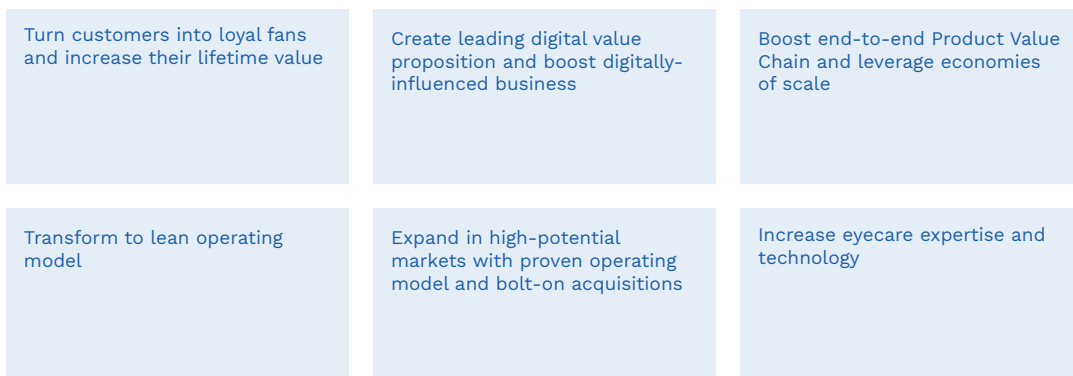 Turn customers into loyal fans
and increase their lifetime value
Create leading digital value
proposition and boost digitally-
influenced business
Boost end-to-end Product Value
Chain and leverage economies
of scale
Transform to lean operating
model
Expand in high-potential
markets with proven operating
model and bolt-on acquisitions
Increase eyecare expertise and
technology